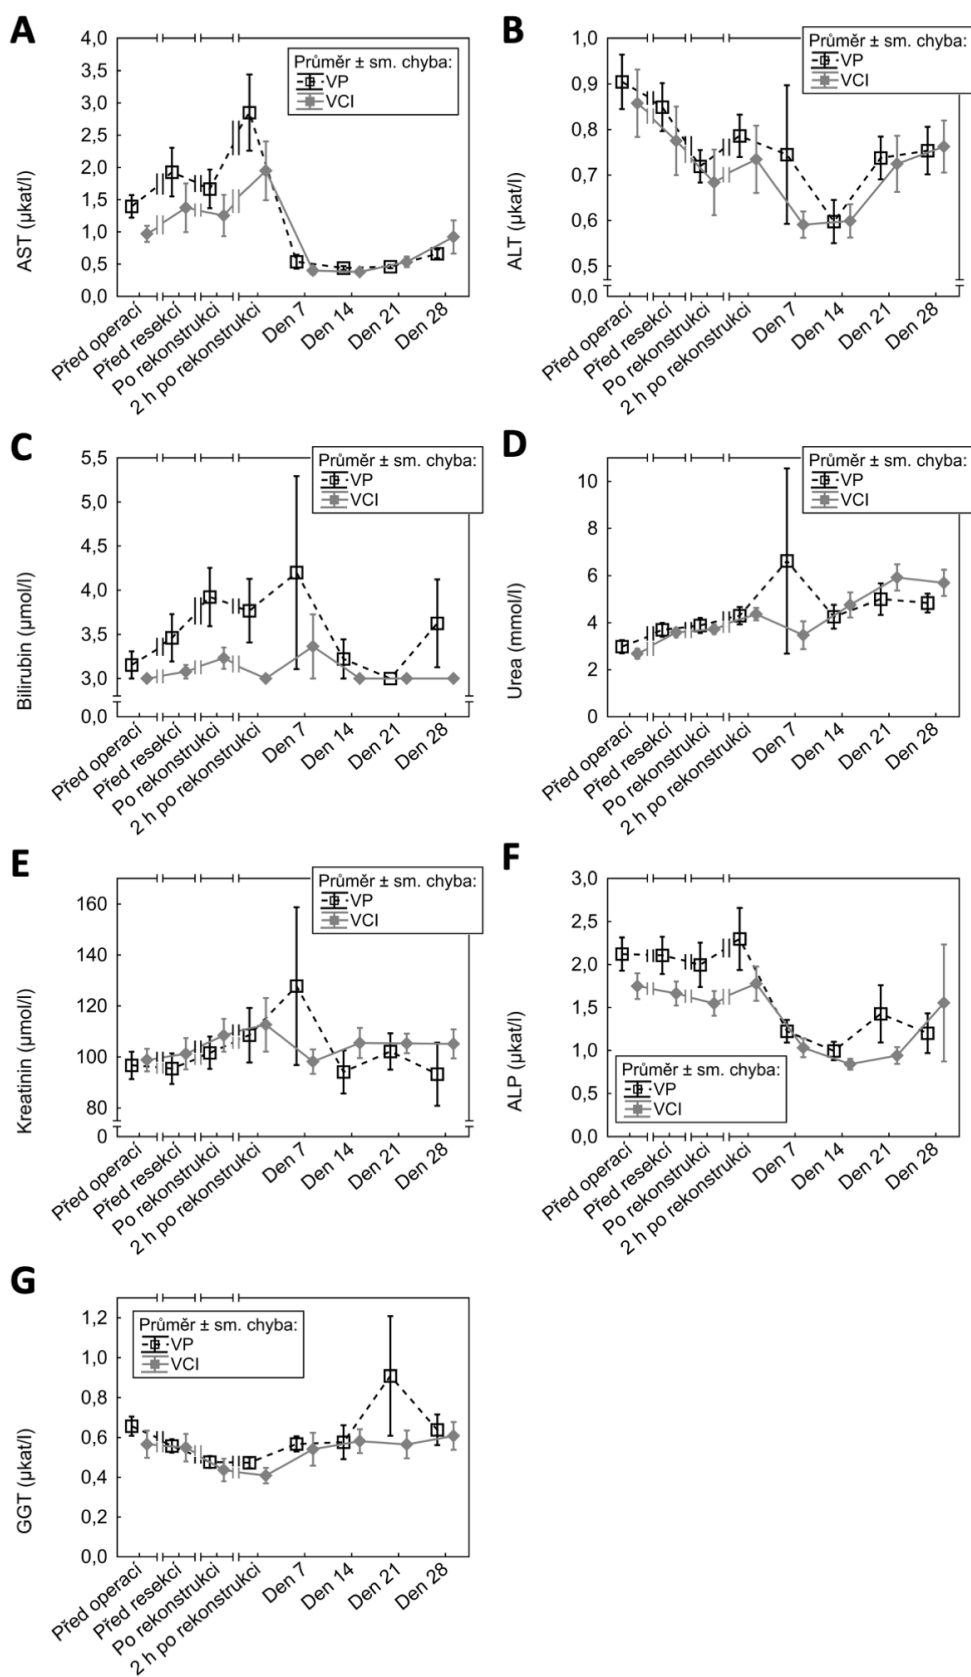 A
AST (μkat/l)
4,0
3,5
3,0
2,5
2,0
1,5
1,0
0,5
0,0
Průměr ± sm. chyba:
VP
VCI
Před operací
Před resekcí
Po rekonstrukci
2 h po rekonstrukci
Den 7
Den 14
Den 21
Den 28
B
ALT (μkat/l)
1,0
0,9
0,8
0,7
0,6
0,5
0,0
Průměr ± sm. chyba:
VP
VCI
Před operací
Před resekcí
Po rekonstrukci
2 h po rekonstrukci
Den 7
Den 14
Den 21
Den 28
C
Bilirubin (μmol/l)
5,5
5,0
4,5
4,0
3,5
3,0
0,0
Průměr ± sm. chyba:
VP
VCI
Před operací
Před resekcí
Po rekonstrukci
2 h po rekonstrukci
Den 7
Den 14
Den 21
Den 28
D
Urea (mmol/l)
10
8
6
4
2
0
Průměr ± sm. chyba:
VP
VCI
Před operací
Před resekcí
Po rekonstrukci
2 h po rekonstrukci
Den 7
Den 14
Den 21
Den 28
E
Kreatinin (μmol/l)
160
140
120
100
80
0
Průměr ± sm. chyba:
VP
VCI
Před operací
Před resekcí
Po rekonstrukci
2 h po rekonstrukci
Den 7
Den 14
Den 21
Den 28
F
ALP (μkat/l)
3,0
2,5
2,0
1,5
1,0
0,5
0,0
Průměr ± sm. chyba:
VP
VCI
Před operací
Před resekcí
Po rekonstrukci
2 h po rekonstrukci
Den 7
Den 14
Den 21
Den 28
G
GGT (μkat/l)
1,2
1,0
0,8
0,6
0,4
0,2
0,0
Průměr ± sm. chyba:
VP
VCI
Před operací
Před resekcí
Po rekonstrukci
2 h po rekonstrukci
Den 7
Den 14
Den 21
Den 28